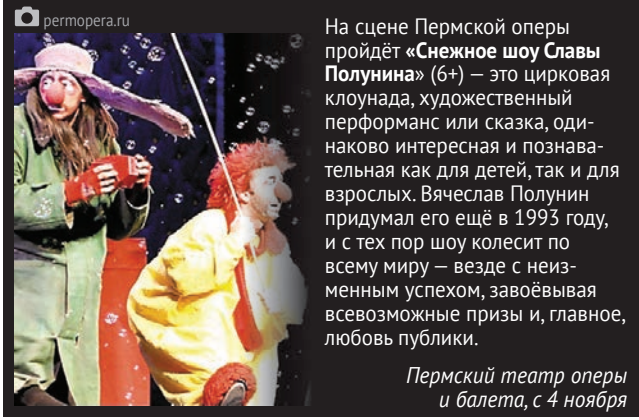 permopera.ru
На сцене Пермской оперы
пройдёт «Снежное шоу Славы
Полунина» (6+) — это цирковая
клоунада, художественный
перформанс или сказка, оди-
наково интересная и познава-
тельная как для детей, так и для
взрослых. Вячеслав Полунин
придумал его ещё в 1993 году,
и с тех пор шоу колесит по
всему миру — везде с неиз-
менным успехом, завоёвывая
всевозможные призы и, главное,
любовь публики.
Пермский театр оперы
и балета, с 4 ноября